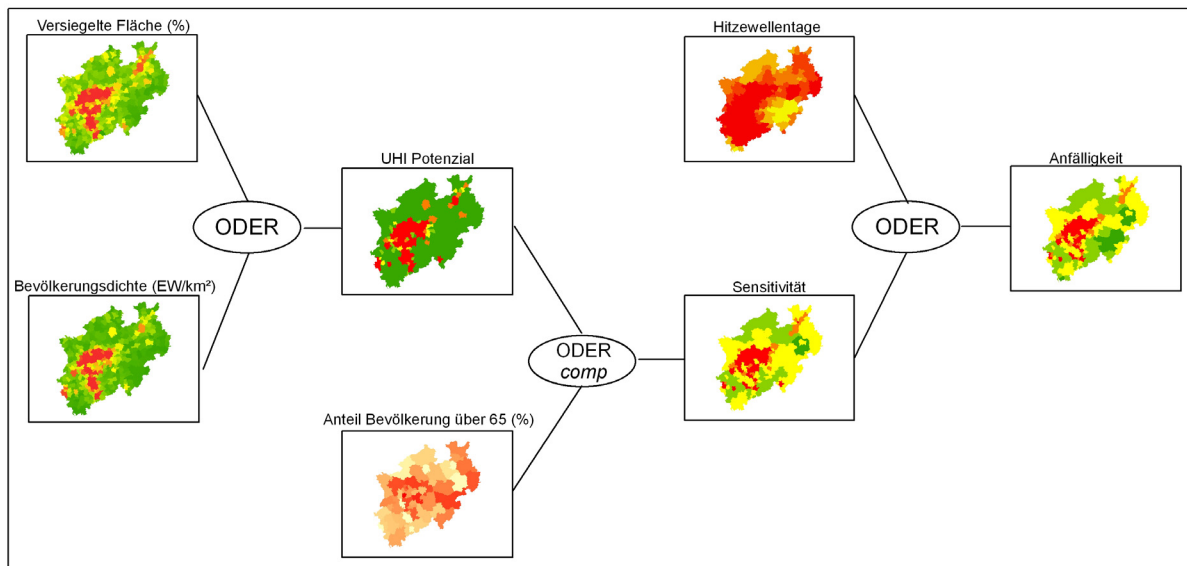 Versiegelte Fläche (%)
Bevölkerungsdichte (EW/km²)
ODER
UHI Potenzial
Anteil Bevölkerung über 65 (%)
ODER
comp
Hitzewellentage
Sensitivität
ODER
Anfälligkeit